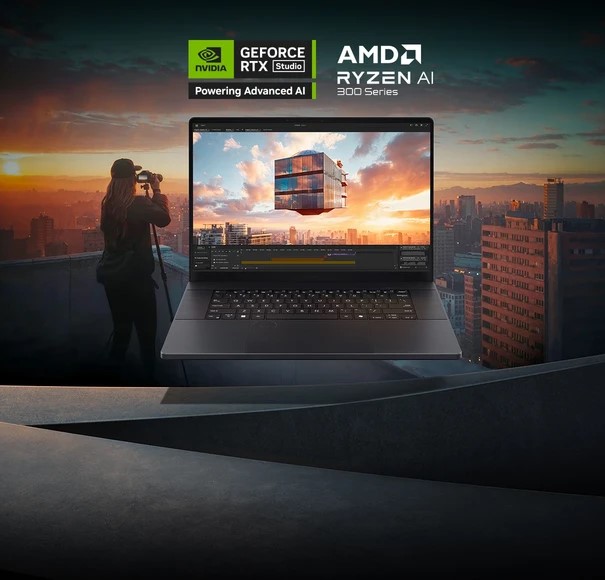 NVIDIA
GEFORCE
RTX Studio
Powering Advanced AI
AMD
RYZEN AI
300 Series